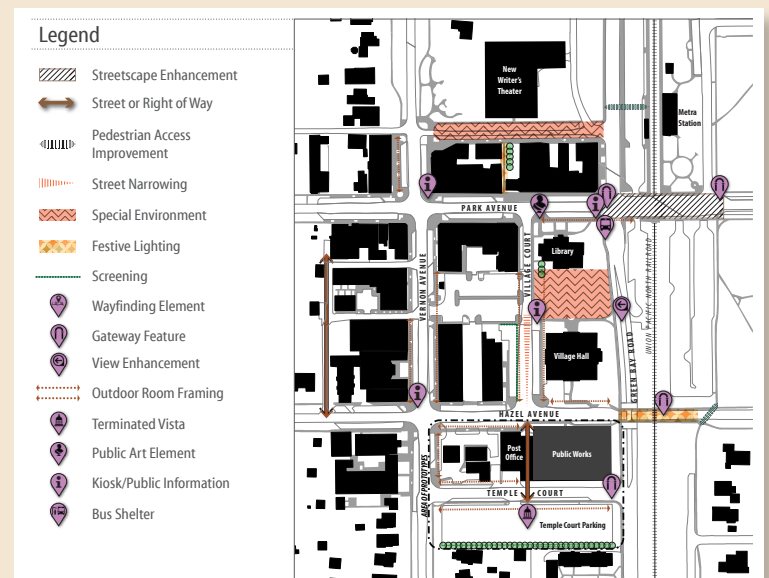 Legend
Streetscape Enhancement
Street or Right of Way
Pedestrian Access
Improvement
Street Narrowing
Special Environment
Festive Lighting
Screening
Wayfinding Element
Gateway Feature
View Enhancement
Outdoor Room Framing
Terminated Vista
Public Art Element
Kiosk/Public Information
Bus Shelter
New
Writer's
Theater
Metra
Station
PARK AVENUE
Library
VILLAGE COURT
VERNON AVENUE
UNION PACIFIC RAILROAD
GREEN BAY ROAD
Village Hall
HAZEL AVENUE
AREA OF PROTOTYPES
Post
Office
Public Works
TEMPLE COURT
Temple Court Parking